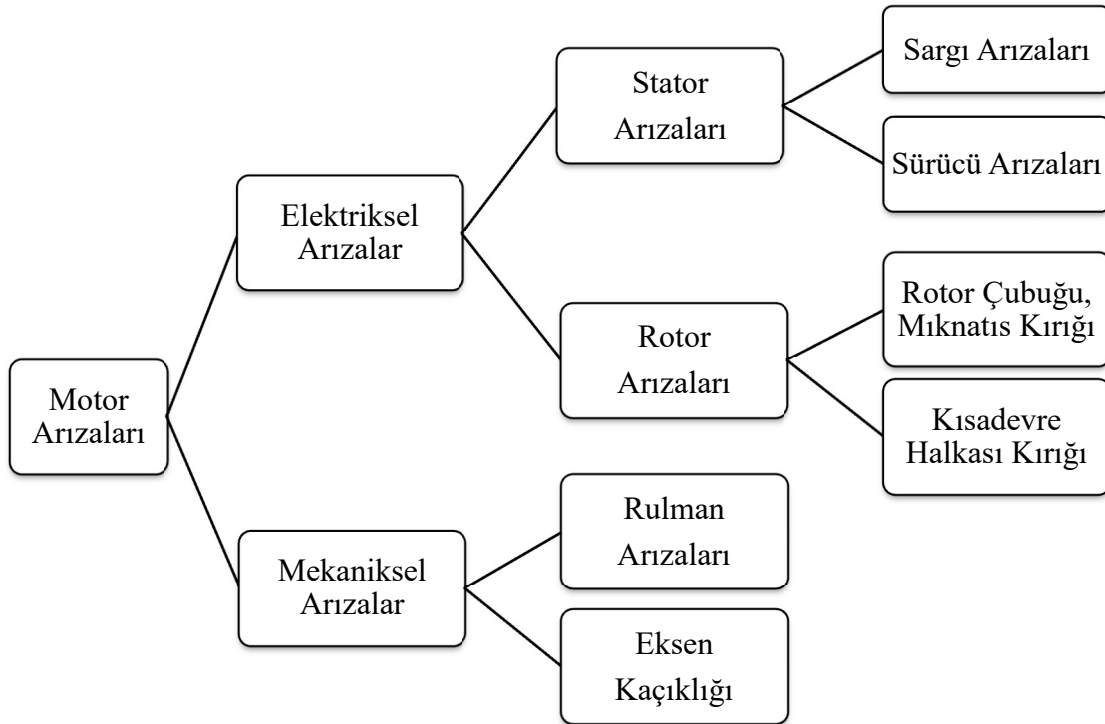 Motor
Arızaları
Elektriksel
Arızalar
Stator
Arızaları
Sargı Arızaları
Sürücü Arızaları
Rotor
Arızaları
Rotor Çubuğu,
Mıknatıs Kırığı
Kısadevre
Halkası Kırığı
Mekaniksel
Arızalar
Rulman
Arızaları
Eksen
Kaçıklığı